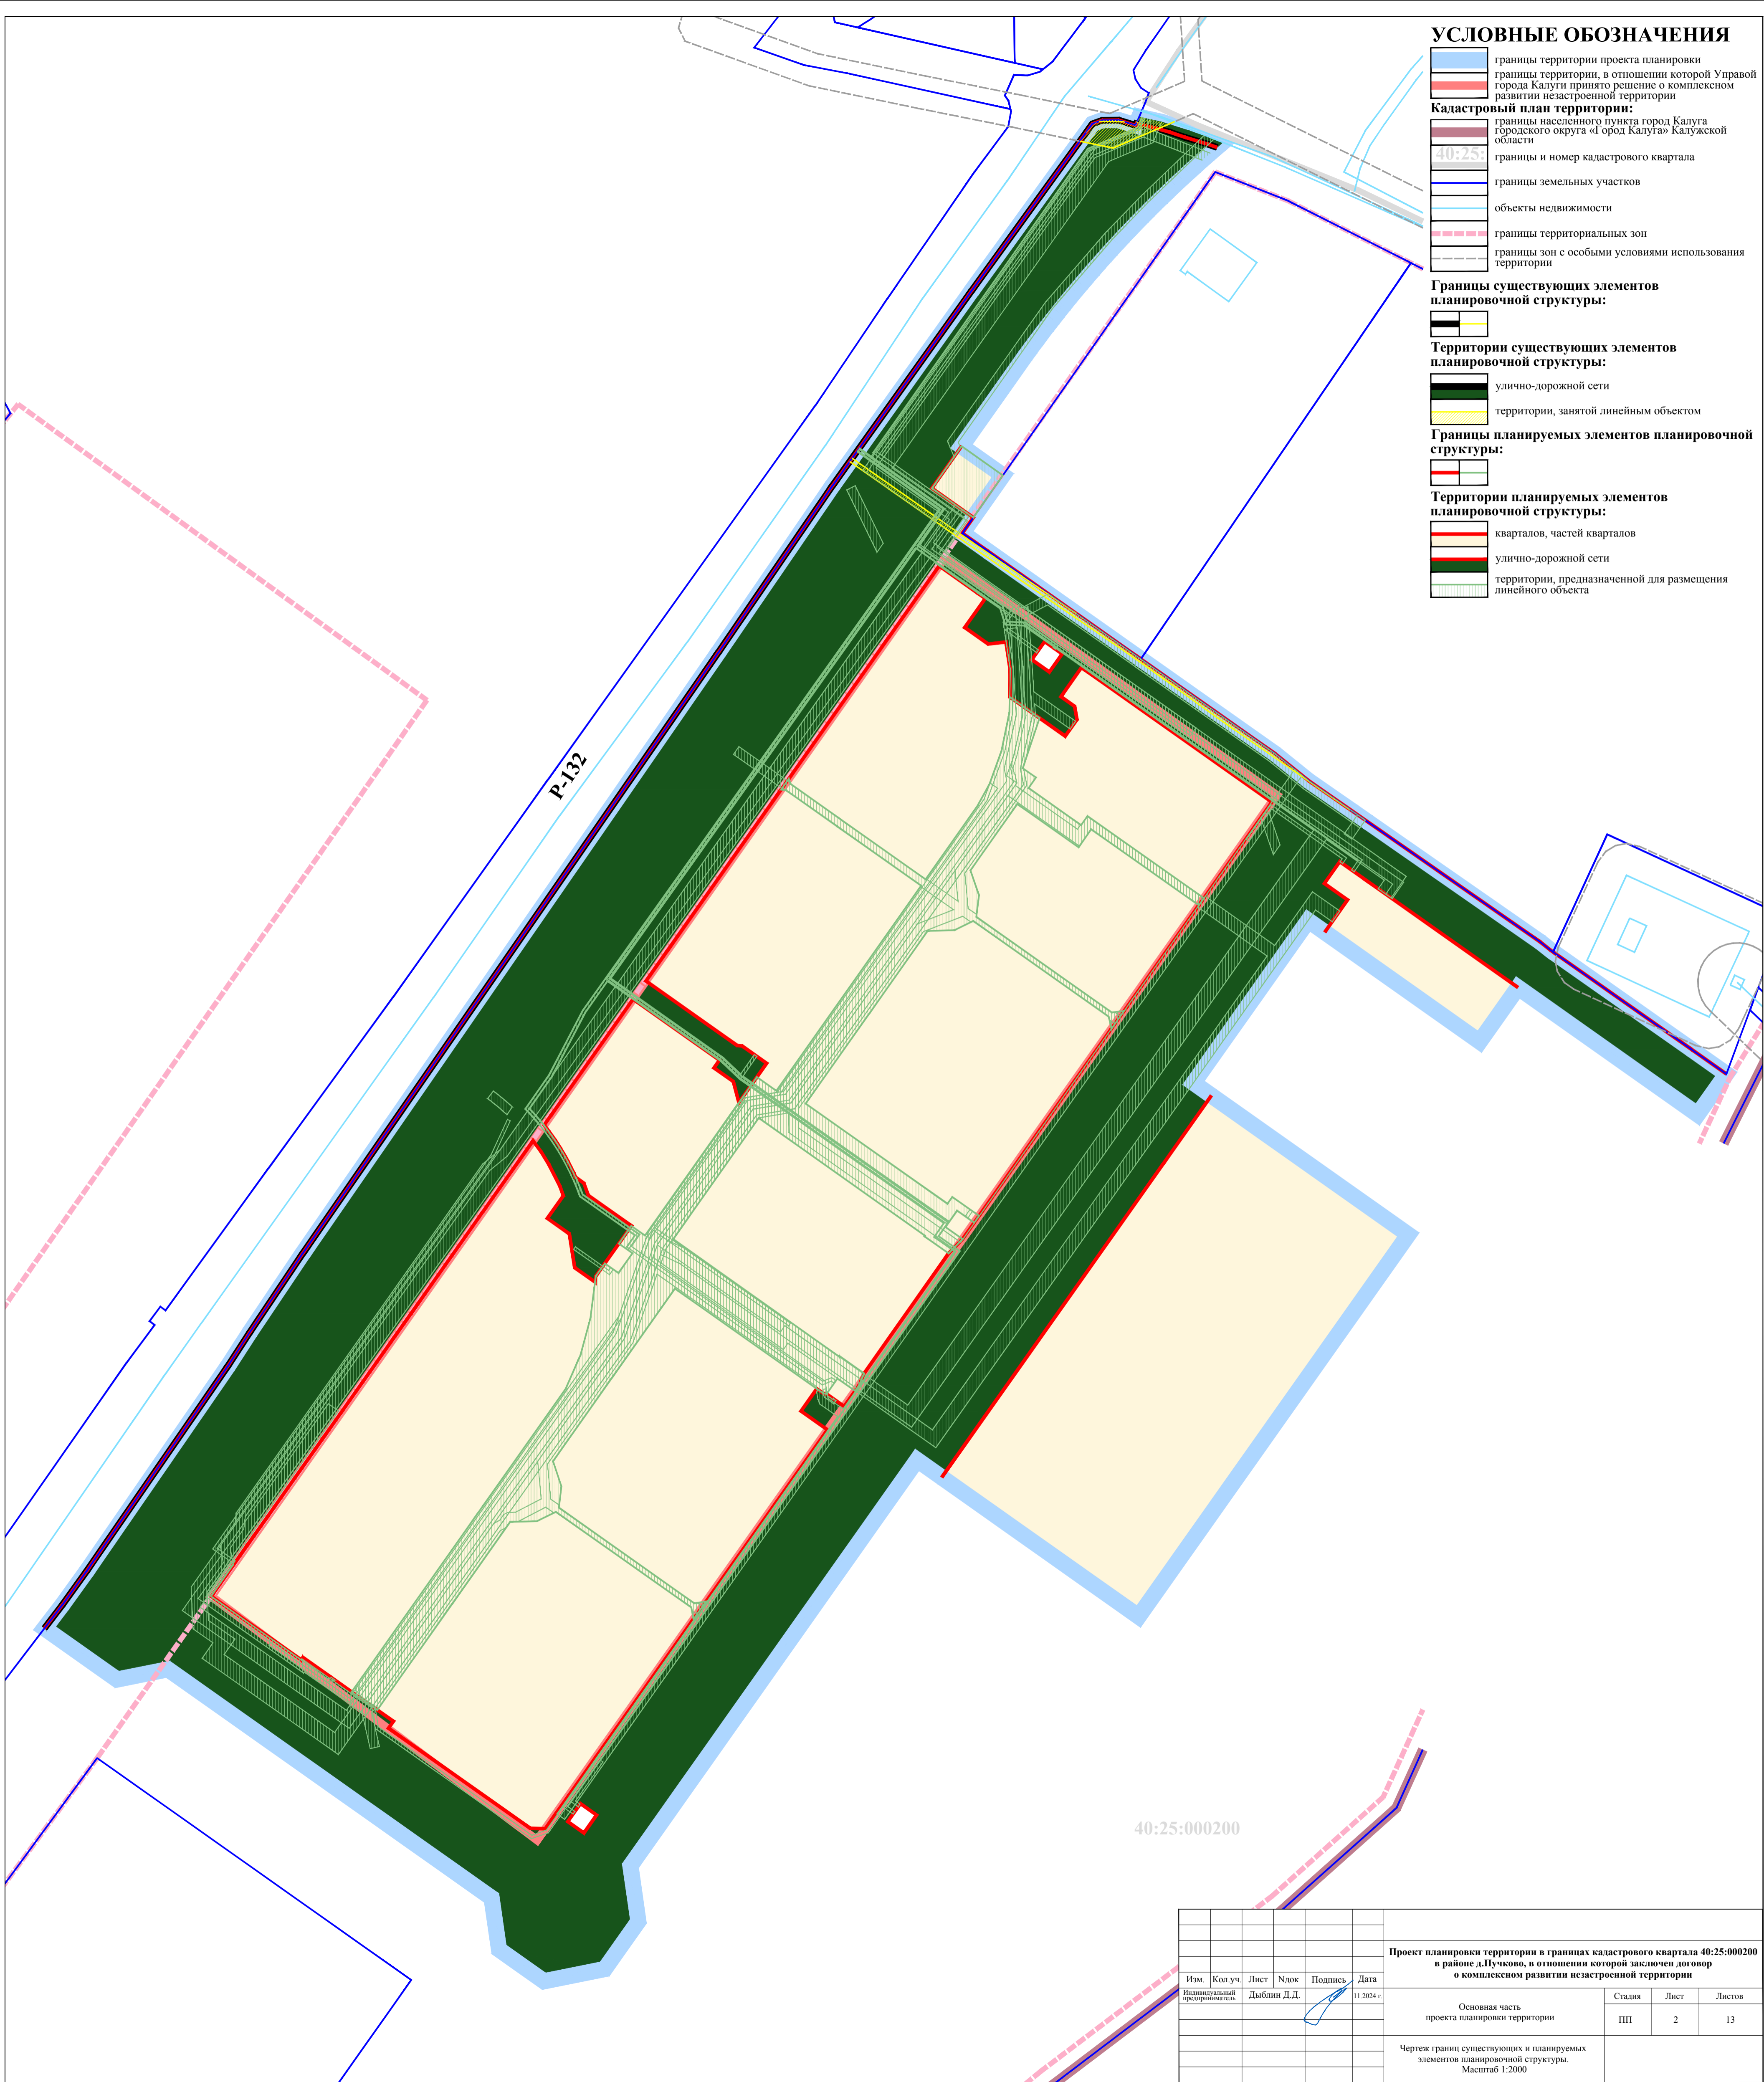 УСЛОВНЫЕ ОБОЗНАЧЕНИЯ
границы территории проекта планировки
границы территории, в отношении которой Управой
города Калуги принято решение о комплексном
развитии незастроенной территории
Кадастровый план территории:
границы населенного пункта город Калуга
городского округа «Город Калуга» Калужской
области
40:25:
границы и номер кадастрового квартала
границы земельных участков
объекты недвижимости
границы территориальных зон
границы зон с особыми условиями использования
территории
Границы существующих элементов
планировочной структуры:
Территории существующих элементов
планировочной структуры:
улично-дорожной сети
территории, занятой линейным объектом
Границы планируемых элементов планировочной
структуры:
Территории планируемых элементов
планировочной структуры:
кварталов, частей кварталов
улично-дорожной сети
территории, предназначенной для размещения
линейного объекта
Р-132
40:25:000200
Проект планировки территории в границах кадастрового квартала 40:25:000200
в районе д.Пучково, в отношении которой заключен договор
о комплексном развитии незастроенной территории
Изм. Кол.уч. Лист Nдок Подпись Дата
Индивидуальный
предприниматель
Дыблин Д.Д. 11.2024 г.
Основная часть
проекта планировки территории
Стадия Лист Листов
ПП 2 13
Чертеж границ существующих и планируемых
элементов планировочной структуры.
Масштаб 1:2000